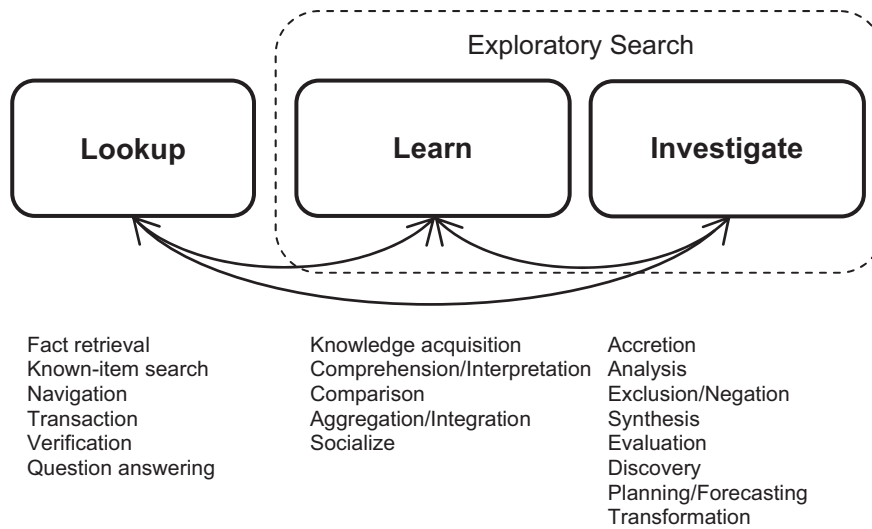 Exploratory Search
Lookup
Learn
Investigate
Fact retrieval
Known-item search
Navigation
Transaction
Verification
Question answering
Knowledge acquisition
Comprehension/Interpretation
Comparison
Aggregation/Integration
Socialize
Accretion
Analysis
Exclusion/Negation
Synthesis
Evaluation
Discovery
Planning/Forecasting
Transformation